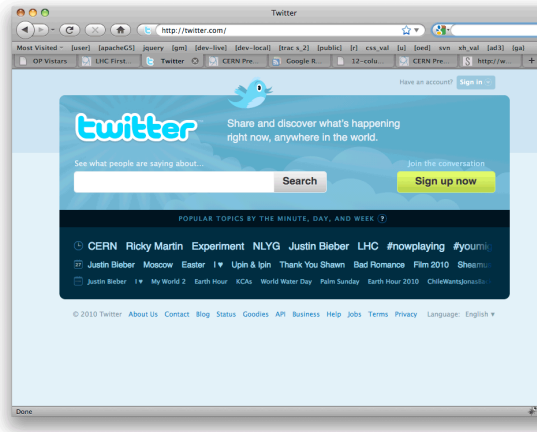 Twitter
http://twitter.com/
Most Visited [user] [apacheGS] jquery [gm] [dev-live] [dev-local] [trac s_2] [public] [r] css_val [u] [oed] svn xh_val [ad3] [ga]
OP Vistars LHC First... Twitter CERN Pre... Google R... 12-colu... CERN Pre... http://w...
Have an account? Sign in
twitter
Share and discover what's happening
right now, anywhere in the world.
See what people are saying about...
Join the conversation
Search
Sign up now
POPULAR TOPICS BY THE MINUTE, DAY, AND WEEK ?
CERN Ricky Martin Experiment NLYG Justin Bieber LHC #nowplaying #youmig
Justin Bieber Moscow Easter I ♥ Upin & Ipin Thank You Shawn Bad Romance Film 2010 Sheamus
Justin Bieber I ♥ My World 2 Earth Hour KCAs World Water Day Palm Sunday Earth Hour 2010 ChileWantsJonas
© 2010 Twitter About Us Contact Blog Status Goodies API Business Help Jobs Terms Privacy Language: English
Done